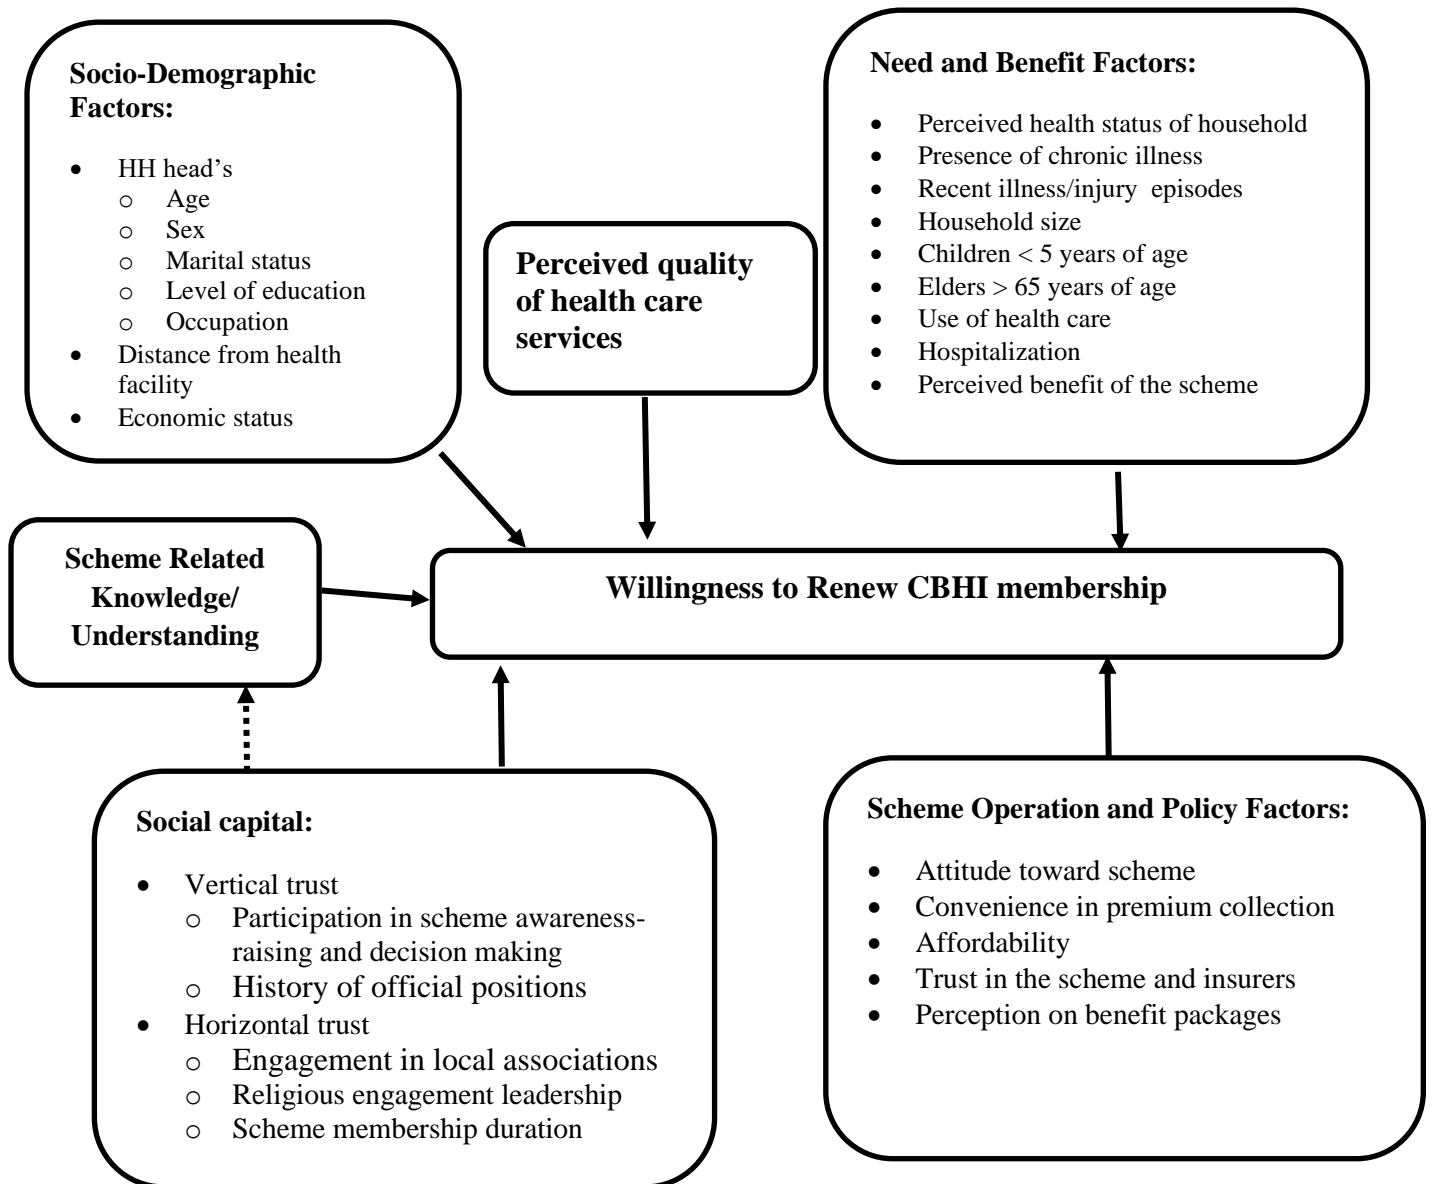 Socio-Demographic
Factors:
• HH head’s
o Age
o Sex
o Marital status
o Level of education
o Occupation
• Distance from health
facility
• Economic status
Perceived quality
of health care
services
Need and Benefit Factors:
• Perceived health status of household
• Presence of chronic illness
• Recent illness/injury episodes
• Household size
• Children < 5 years of age
• Elders > 65 years of age
• Use of health care
• Hospitalization
• Perceived benefit of the scheme
Scheme Related
Knowledge/
Understanding
Willingness to Renew CBHI membership
Social capital:
• Vertical trust
o Participation in scheme awareness-
raising and decision making
o History of official positions
• Horizontal trust
o Engagement in local associations
o Religious engagement leadership
o Scheme membership duration
Scheme Operation and Policy Factors:
• Attitude toward scheme
• Convenience in premium collection
• Affordability
• Trust in the scheme and insurers
• Perception on benefit packages